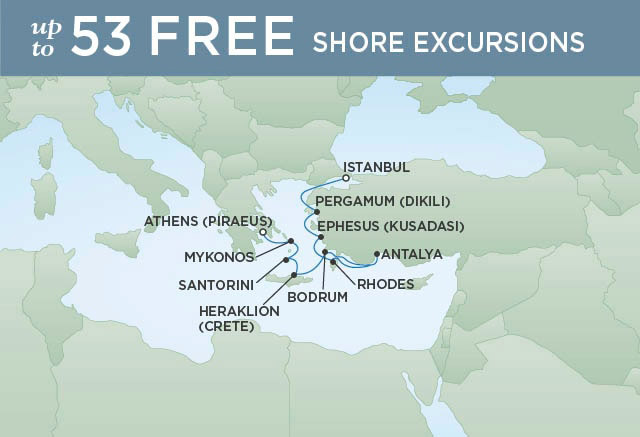 up to 53 FREE SHORE EXCURSIONS
ISTANBUL
PERGAMUM (DIKILI)
ATHENS (PIRAEUS)
EPHESUS (KUSADASI)
MYKONOS
ANTALYA
SANTORINI
RHODES
BODRUM
HERAKLION
(CRETE)